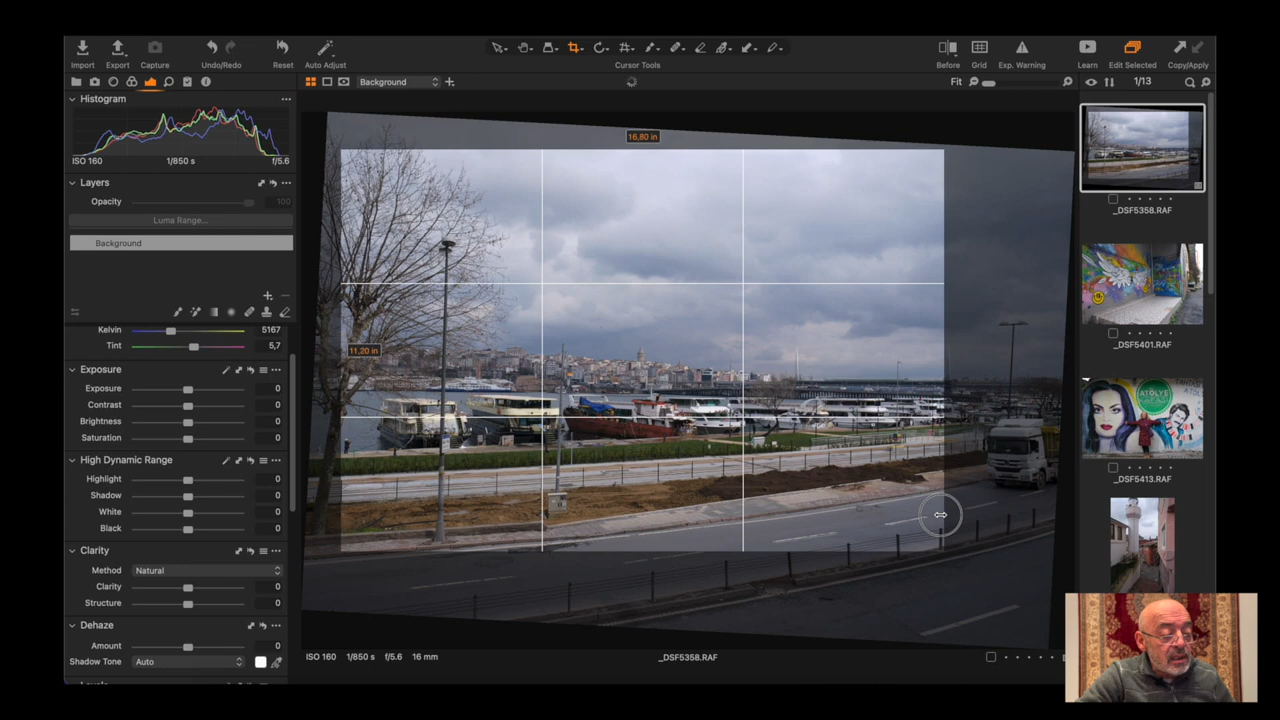 Import Export Capture Undo/Redo Reset Auto Adjust Cursor Tools Before Grid Exp. Warning Learn Edit Selected Copy/Apply
Background Fit 1/13
Histogram
ISO 160 1/850 s f/5.6
Layers
Opacity 100
Luma Range...
Background
Kelvin 5167
Tint 5,7
Exposure
Exposure 0
Contrast 0
Brightness 0
Saturation 0
High Dynamic Range
Highlight 0
Shadow 0
White 0
Black 0
Clarity
Method Natural
Clarity 0
Structure 0
Dehaze
Amount 0
Shadow Tone Auto
16,80 in
11,20 in
ISO 160 1/850 s f/5.6 16 mm
_DSF5358.RAF
_DSF5358.RAF
_DSF5401.RAF
ATOLYE
_DSF5413.RAF